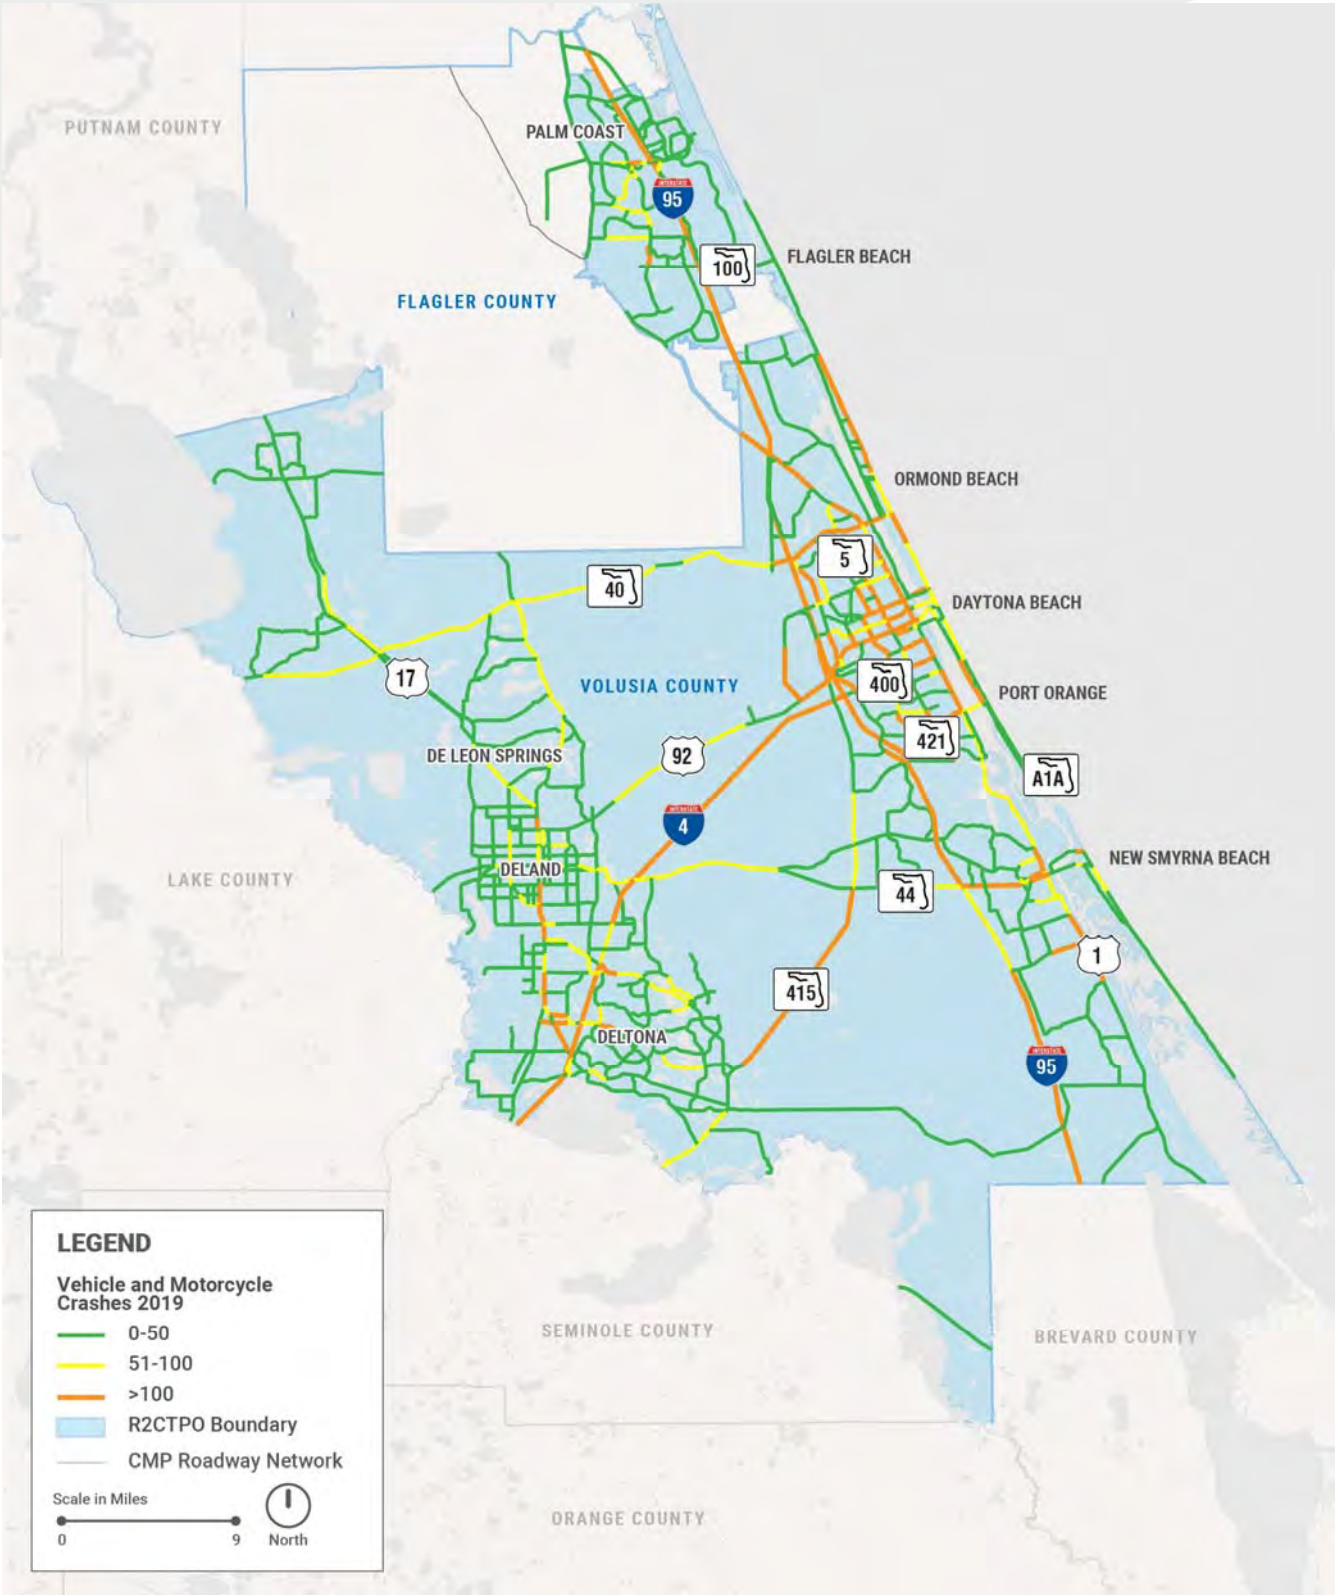 PUTNAM COUNTY
PALM COAST
INTERSTATE
95
100
FLAGLER BEACH
FLAGLER COUNTY
ORMOND BEACH
5
40
DAYTONA BEACH
17
VOLUSIA COUNTY
400
PORT ORANGE
421
DE LEON SPRINGS
92
A1A
INTERSTATE
4
NEW SMYRNA BEACH
DELAND
LAKE COUNTY
44
1
415
DELTONA
INTERSTATE
95
LEGEND
Vehicle and Motorcycle
Crashes 2019
0-50
51-100
>100
R2CTPO Boundary
CMP Roadway Network
Scale in Miles
0
9
North
SEMINOLE COUNTY
BREVARD COUNTY
ORANGE COUNTY